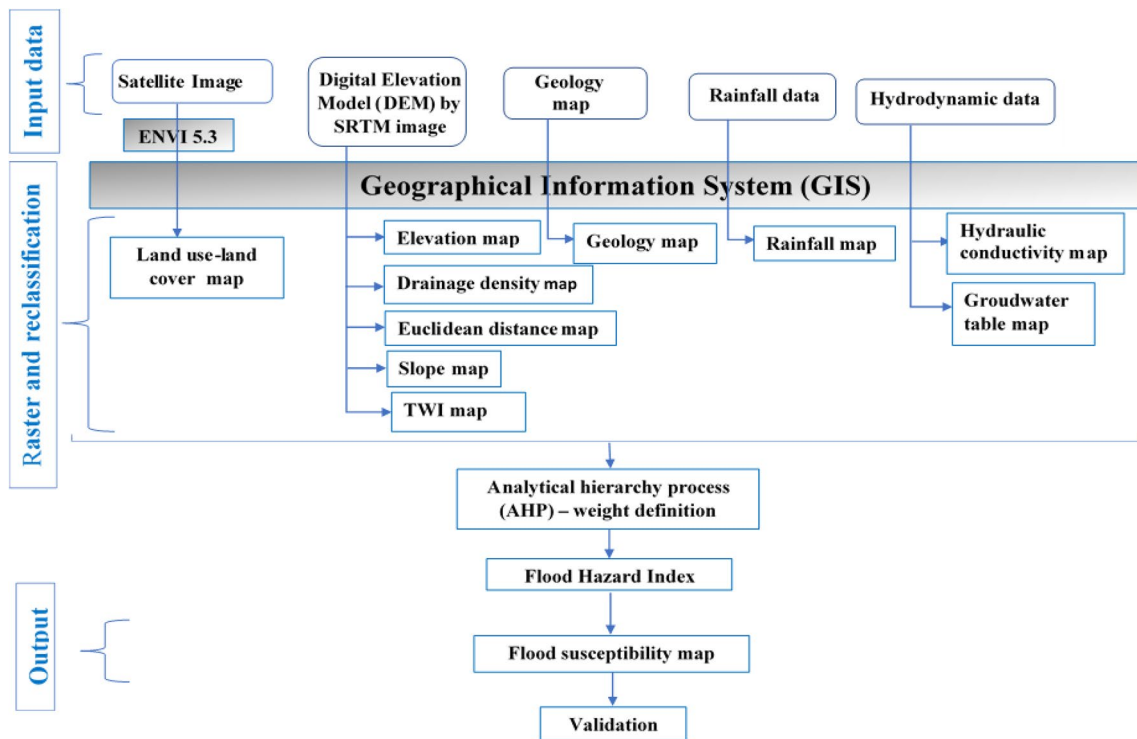 Input data
Satellite Image
Digital Elevation
Model (DEM) by
SRTM image
Geology
map
Rainfall data
Hydrodynamic data
ENVI 5.3
Geographical Information System (GIS)
Raster and reclassification
Land use-land
cover map
Elevation map
Drainage density map
Euclidean distance map
Slope map
TWI map
Geology map
Rainfall map
Hydraulic
conductivity map
Groudwater
table map
Analytical hierarchy process
(AHP) – weight definition
Flood Hazard Index
Output
Flood susceptibility map
Validation